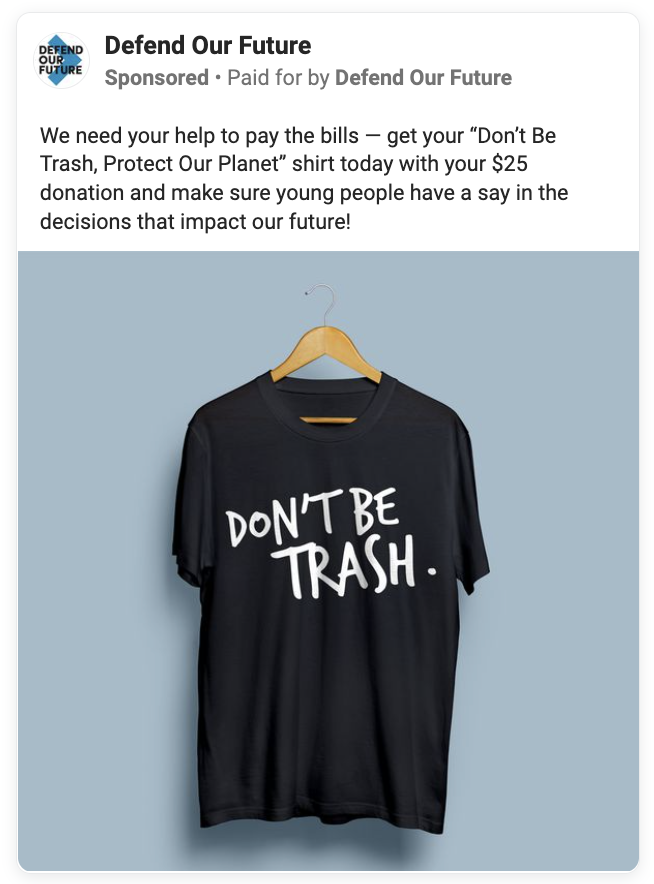 DEFEND
OUR
FUTURE
Defend Our Future
Sponsored • Paid for by Defend Our Future
We need your help to pay the bills — get your “Don’t Be
Trash, Protect Our Planet” shirt today with your $25
donation and make sure young people have a say in the
decisions that impact our future!
DON'T BE
TRASH.